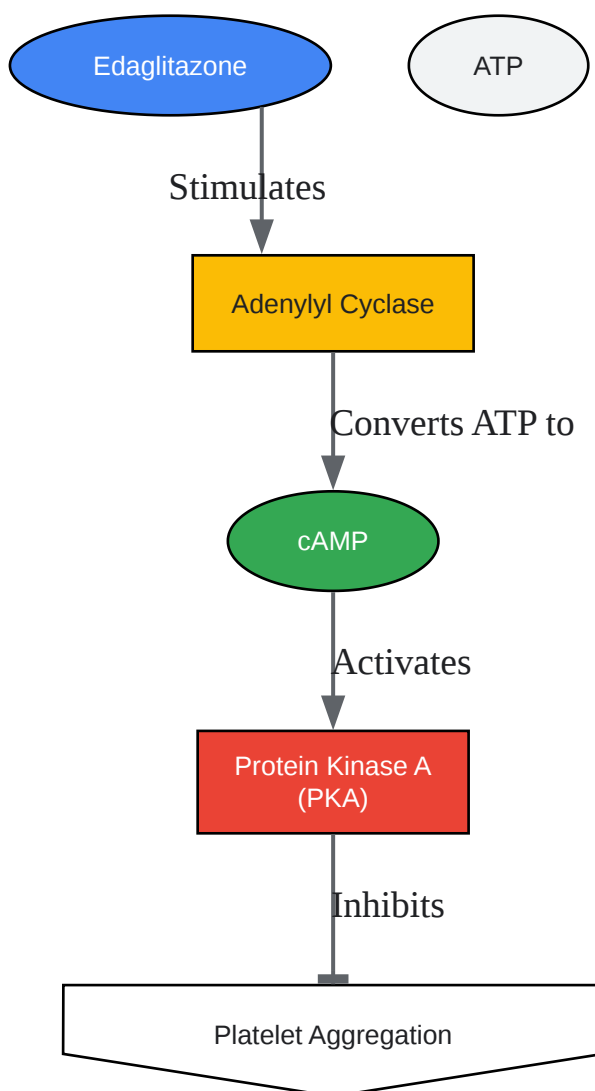 Edaglitazone
ATP
Stimulates
Adenylyl Cyclase
Converts ATP to
cAMP
Activates
Protein Kinase A
(PKA)
Inhibits
Platelet Aggregation